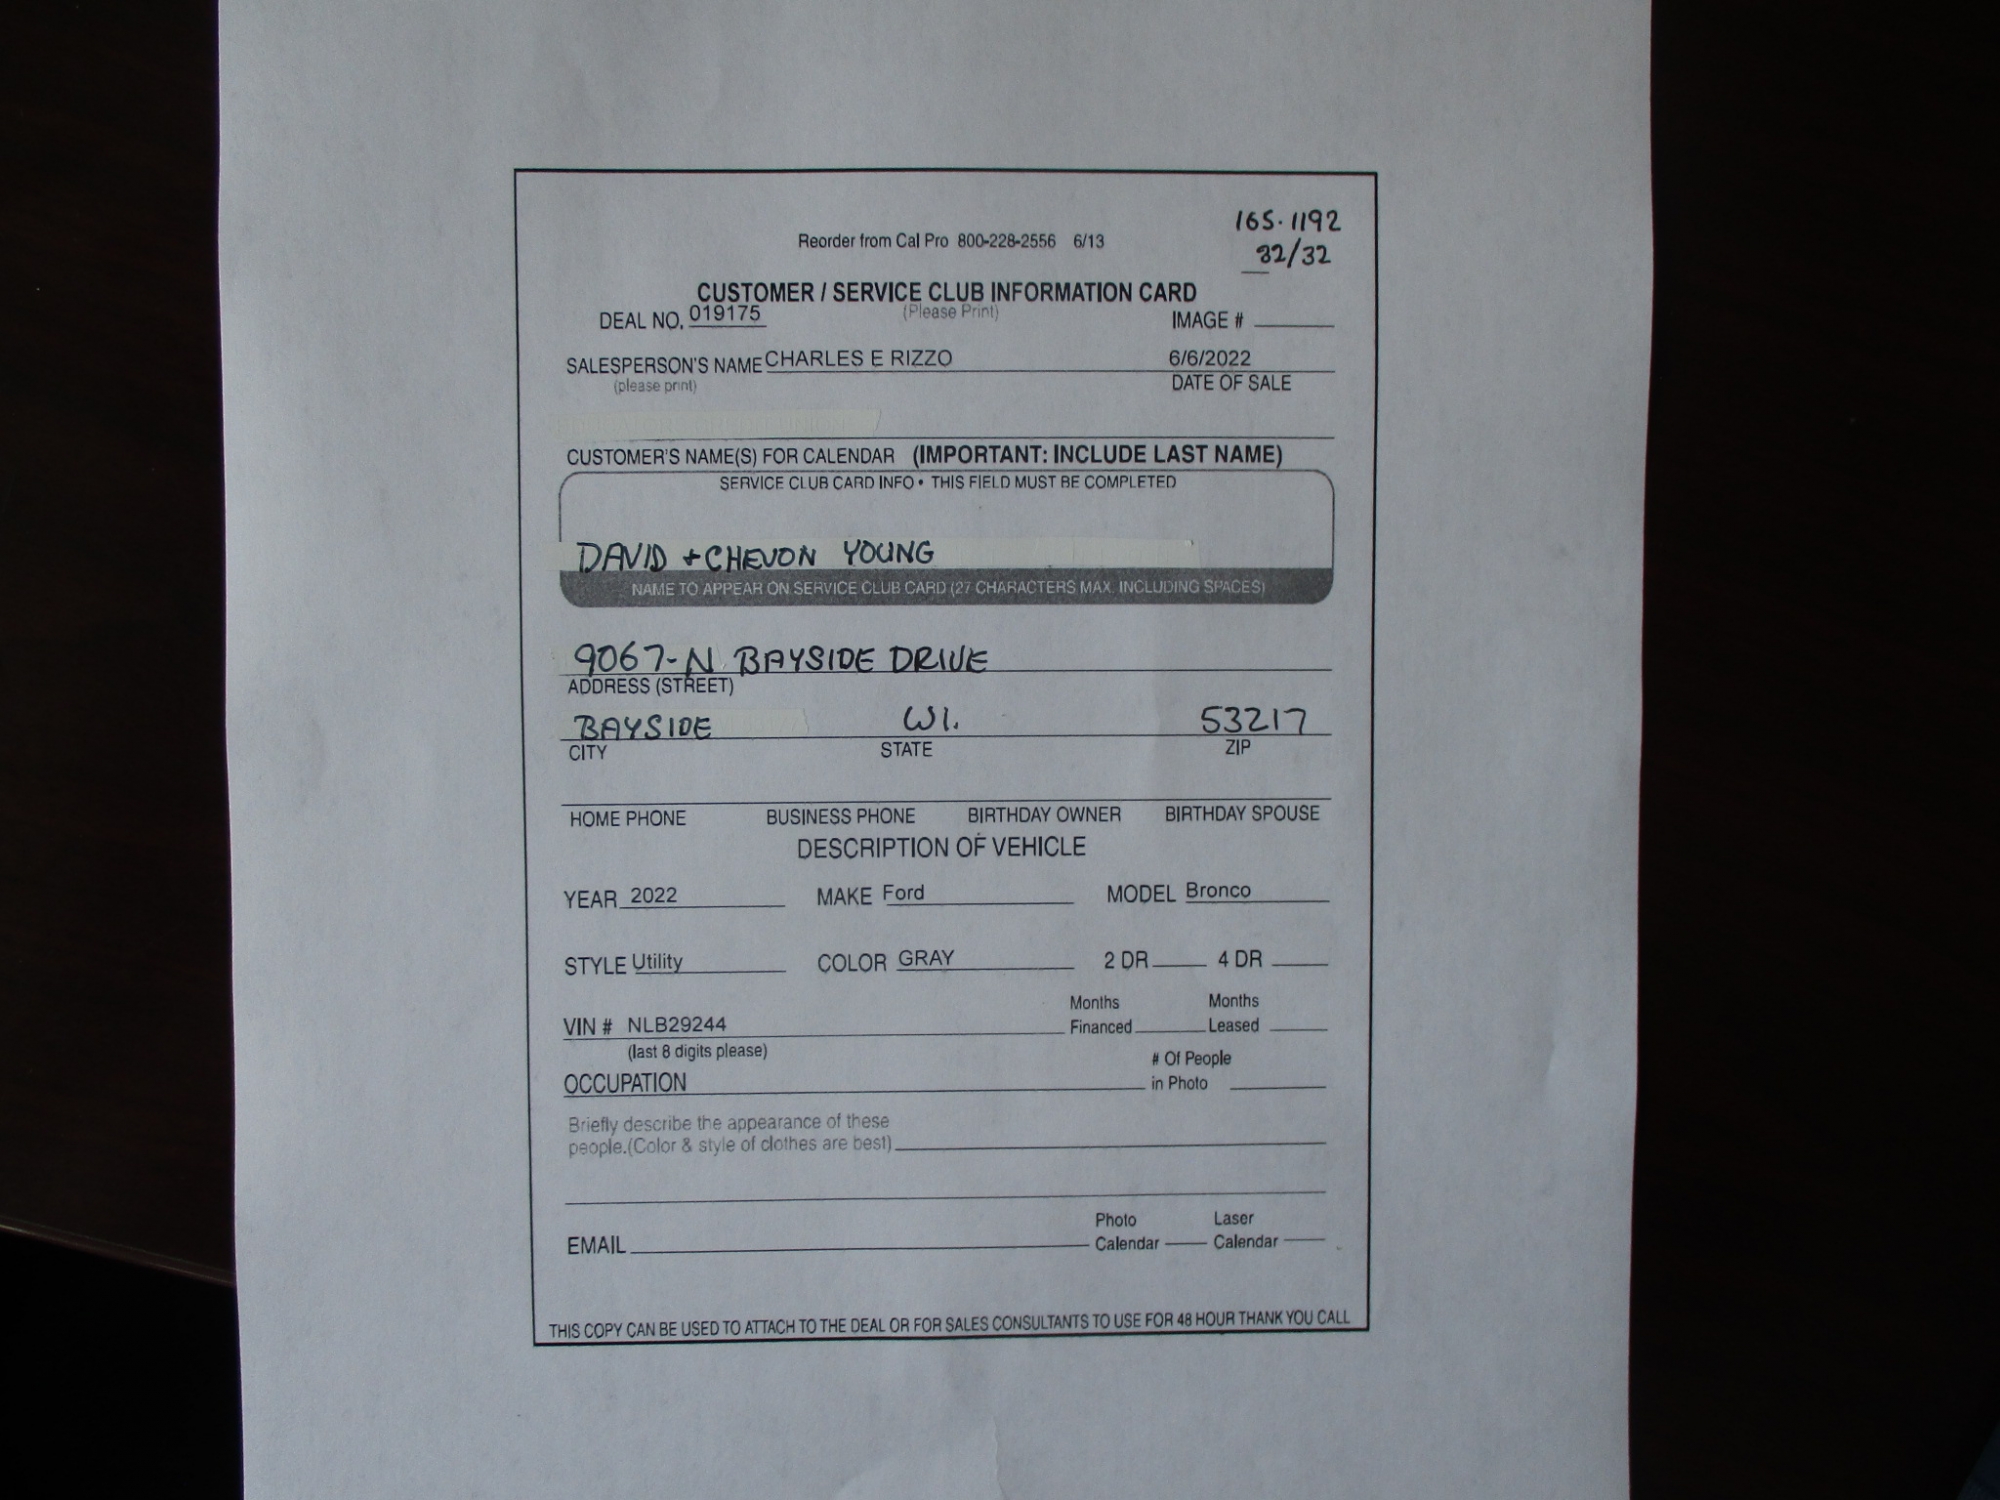 165-1192
Reorder from Cal Pro 800-228-2556 6/13
32/32
CUSTOMER / SERVICE CLUB INFORMATION CARD
(Please Print)
DEAL NO. 019175 IMAGE #
SALESPERSON'S NAME CHARLES E RIZZO 6/6/2022
(please print) DATE OF SALE
CUSTOMER'S NAME(S) FOR CALENDAR (IMPORTANT: INCLUDE LAST NAME)
SERVICE CLUB CARD INFO • THIS FIELD MUST BE COMPLETED
DAVID + CHEVON YOUNG
NAME TO APPEAR ON SERVICE CLUB CARD (27 CHARACTERS MAX. INCLUDING SPACES)
9067-N BAYSIDE DRIVE
ADDRESS (STREET)
BAYSIDE WI. 53217
CITY STATE ZIP
HOME PHONE BUSINESS PHONE BIRTHDAY OWNER BIRTHDAY SPOUSE
DESCRIPTION OF VEHICLE
YEAR 2022 MAKE Ford MODEL Bronco
STYLE Utility COLOR GRAY 2 DR 4 DR
Months Months
VIN # NLB29244 Financed Leased
(last 8 digits please)
# Of People
OCCUPATION in Photo
Briefly describe the appearance of these
people.(Color & style of clothes are best)
Photo Laser
EMAIL Calendar Calendar
THIS COPY CAN BE USED TO ATTACH TO THE DEAL OR FOR SALES CONSULTANTS TO USE FOR 48 HOUR THANK YOU CALL